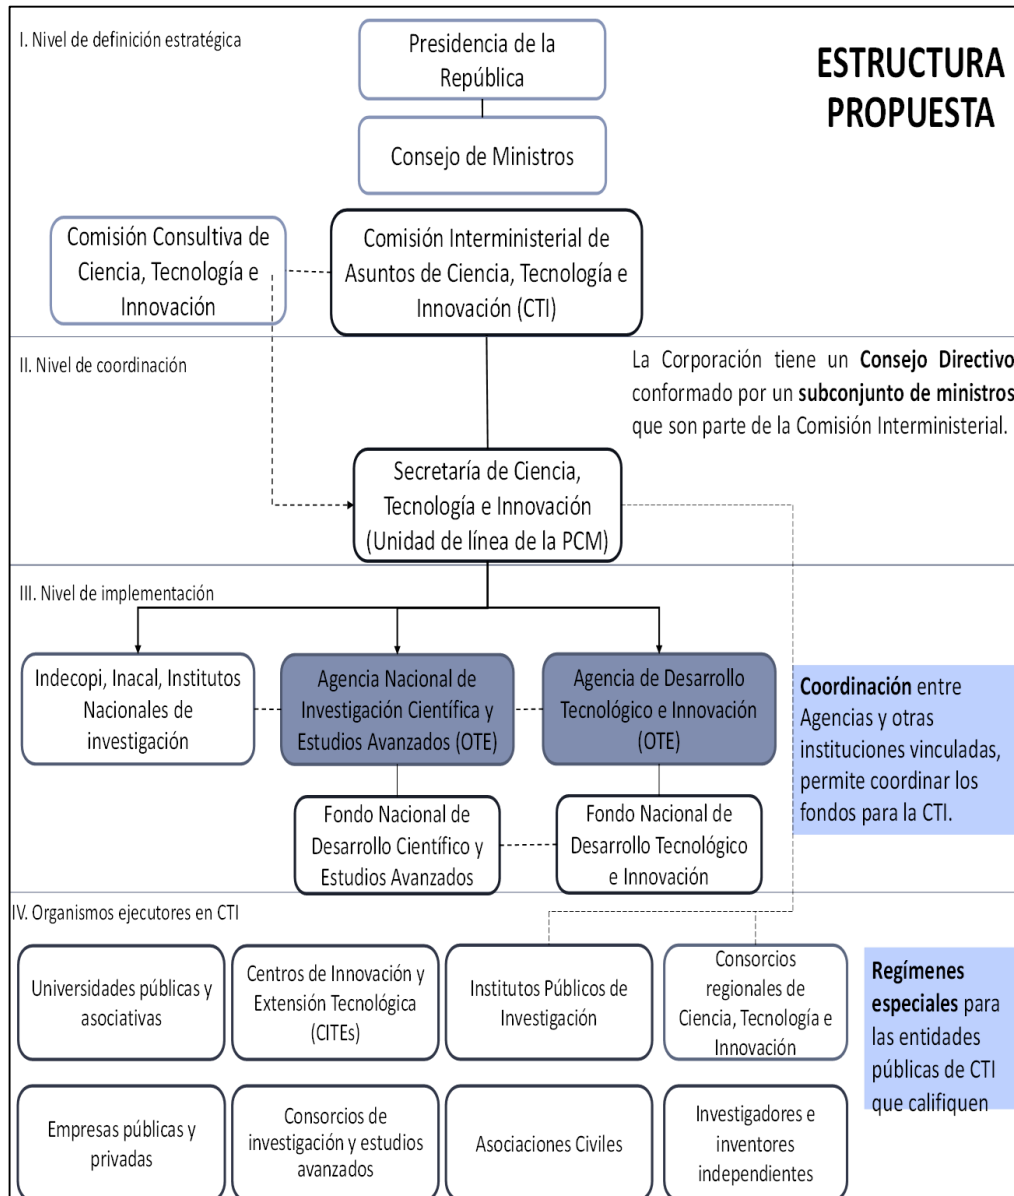 I. Nivel de definición estratégica
Presidencia de la
República
ESTRUCTURA
PROPUESTA
Consejo de Ministros
Comisión Consultiva de
Ciencia, Tecnología e
Innovación
Comisión Interministerial de
Asuntos de Ciencia, Tecnología e
Innovación (CTI)
II. Nivel de coordinación
La Corporación tiene un Consejo Directivo
conformado por un subconjunto de ministros
que son parte de la Comisión Interministerial.
Secretaría de Ciencia,
Tecnología e Innovación
(Unidad de línea de la PCM)
III. Nivel de implementación
Indecopi, Inacal, Institutos
Nacionales de
investigación
Agencia Nacional de
Investigación Científica y
Estudios Avanzados (OTE)
Agencia de Desarrollo
Tecnológico e Innovación
(OTE)
Coordinación entre
Agencias y otras
instituciones vinculadas,
permite coordinar los
fondos para la CTI.
Fondo Nacional de
Desarrollo Científico y
Estudios Avanzados
Fondo Nacional de
Desarrollo Tecnológico
e Innovación
IV. Organismos ejecutores en CTI
Universidades públicas y
asociativas
Centros de Innovación y
Extensión Tecnológica
(CITEs)
Institutos Públicos de
Investigación
Consorcios
regionales de
Ciencia, Tecnología e
Innovación
Regímenes
especiales para
las entidades
públicas de CTI
que califiquen
Empresas públicas y
privadas
Consorcios de
investigación y estudios
avanzados
Asociaciones Civiles
Investigadores e
inventores
independientes